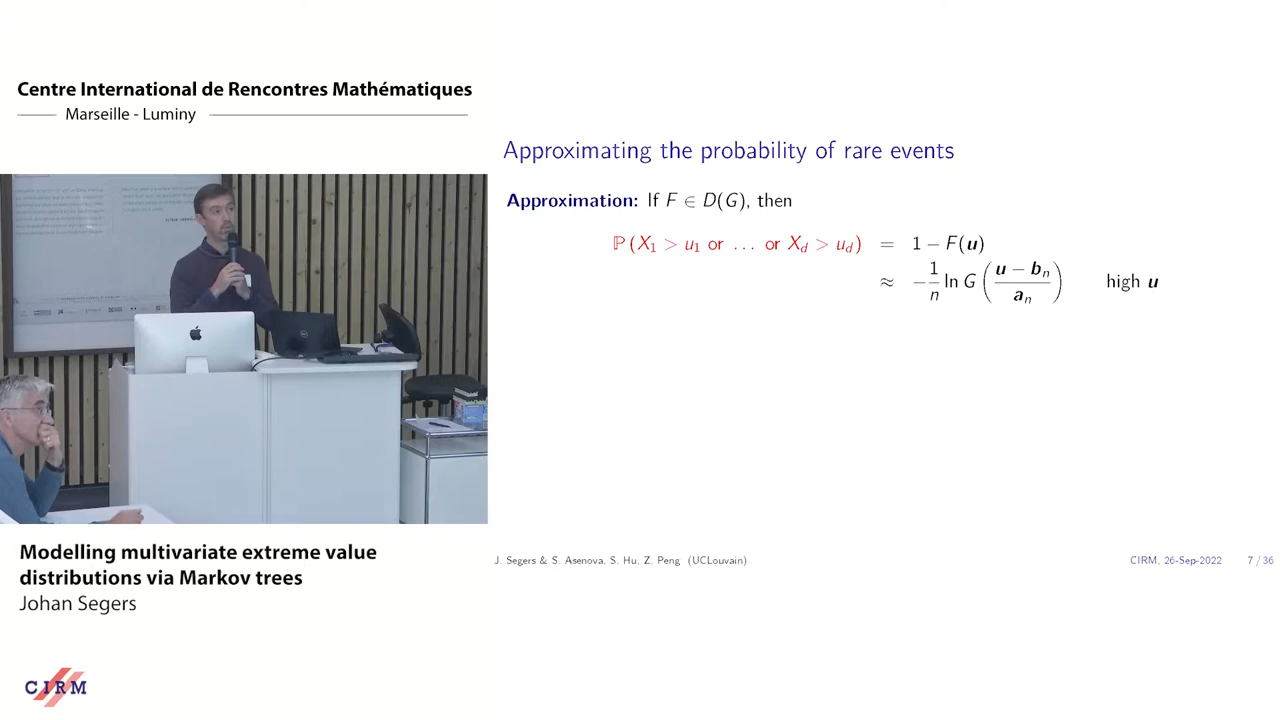 Centre International de Rencontres Mathématiques
Marseille - Luminy
Approximating the probability of rare events
Approximation: If F ∈ D(G), then
ℙ (X₁ > u₁ or … or X_d > u_d) = 1 − F(u)
≈ −1/n ln G ((u − bₙ)/aₙ) high u
J. Segers & S. Asenova, S. Hu, Z. Peng (UCLouvain) CIRM, 26-Sep-2022 7 / 36
Modelling multivariate extreme value
distributions via Markov trees
Johan Segers
CIRM